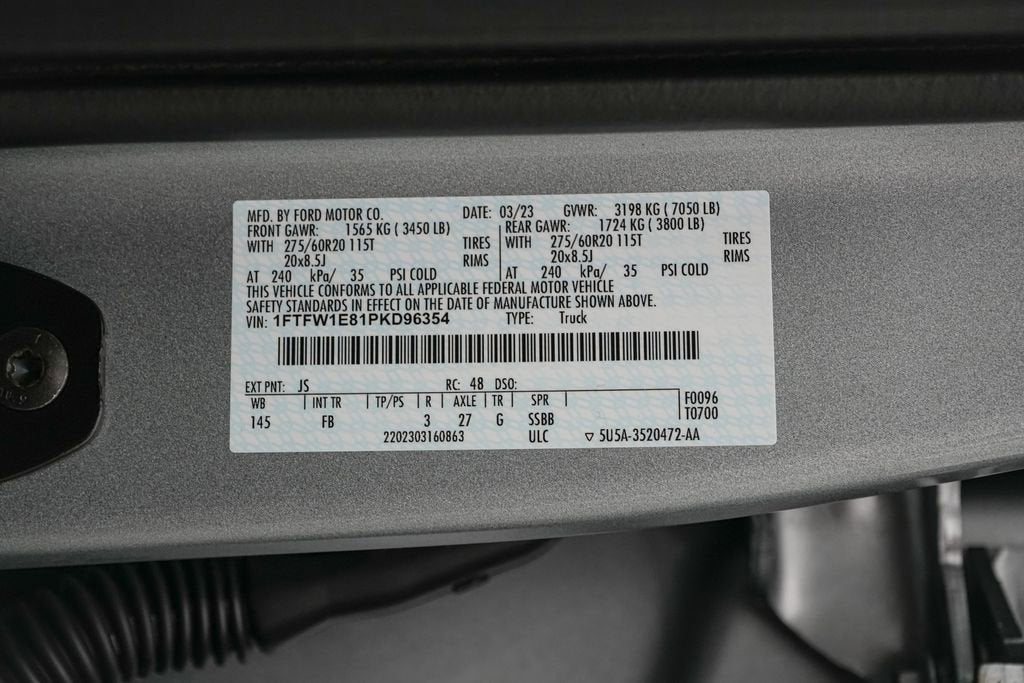 MFD. BY FORD MOTOR CO. DATE: 03/23 GVWR: 3198 KG ( 7050 LB)
FRONT GAWR: 1565 KG ( 3450 LB) REAR GAWR: 1724 KG ( 3800 LB)
WITH 275/60R20 115T TIRES WITH 275/60R20 115T TIRES
20x8.5J RIMS 20x8.5J RIMS
AT 240 kPa/ 35 PSI COLD AT 240 kPa/ 35 PSI COLD
THIS VEHICLE CONFORMS TO ALL APPLICABLE FEDERAL MOTOR VEHICLE
SAFETY STANDARDS IN EFFECT ON THE DATE OF MANUFACTURE SHOWN ABOVE.
VIN: 1FTFW1E81PKD96354 TYPE: Truck
EXT PNT: JS RC: 48 DSO:
WB | INT TR | TP/PS | R | AXLE | TR | SPR | F0096
145 FB 3 27 G SSBB T0700
2202303160863 ULC ▽ 5U5A-3520472-AA